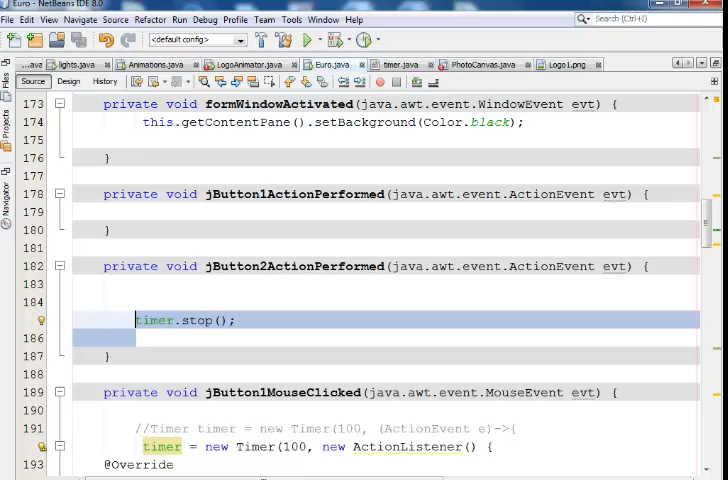 Euro - NetBeans IDE 8.0
File Edit View Navigate Source Refactor Run Debug Profile Team Tools Window Help
Search (Ctrl+I)
<default config>
...ava lights.java Animations.java LogoAnimator.java Euro.java timer.java PhotoCanvas.java Logo1.png
Source Design History
Files
Projects
Navigator
173 private void formWindowActivated(java.awt.event.WindowEvent evt) {
174 this.getContentPane().setBackground(Color.black);
175
176 }
178 private void jButton1ActionPerformed(java.awt.event.ActionEvent evt) {
179
180 }
181
182 private void jButton2ActionPerformed(java.awt.event.ActionEvent evt) {
183
184
timer.stop();
186
187 }
189 private void jButton1MouseClicked(java.awt.event.MouseEvent evt) {
190
191 //Timer timer = new Timer(100, (ActionEvent e)->{
timer = new Timer(100, new ActionListener() {
193 @Override